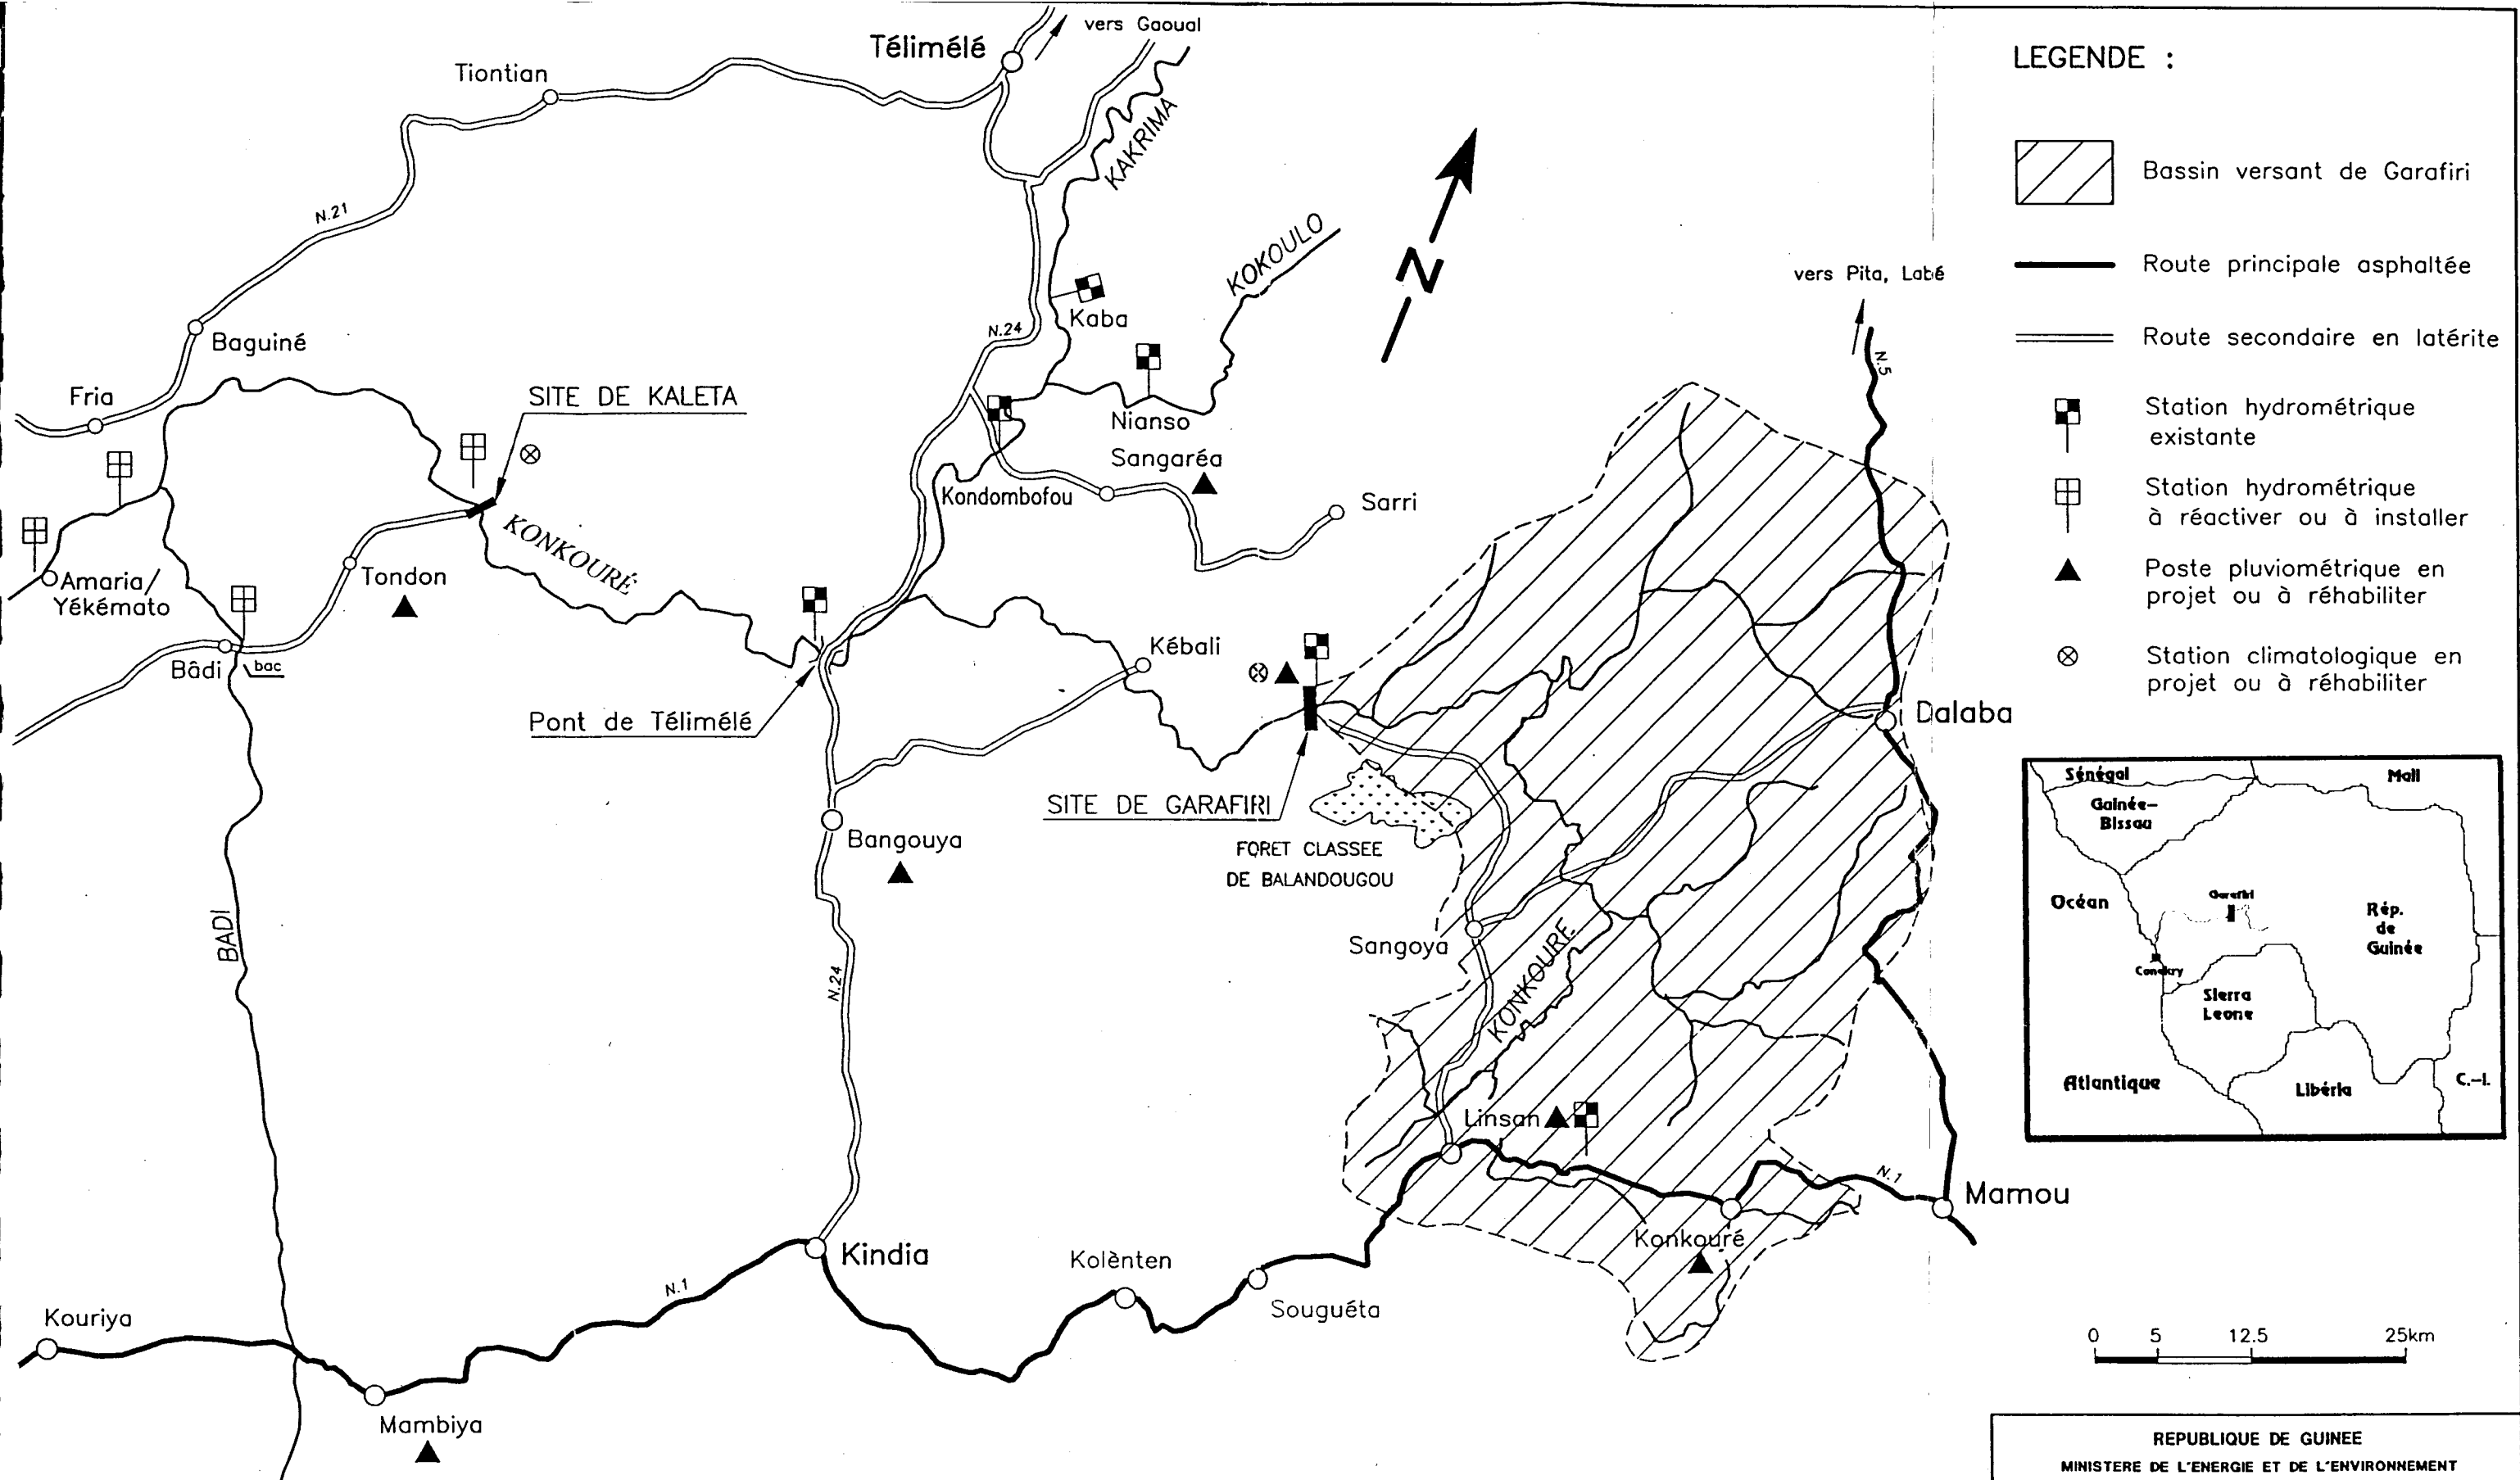 vers Gaoual
Télimélé
Tiontian
KAKRIMA
N.21
KOKOULO
Kaba
N.24
Baguiné
Fria
SITE DE KALETA
Nianso
Sangaréa
Kondombofou
Sarri
KONKOURÉ
Amaria/
Yékémato
Tondon
Bâdi
bac
Kébali
Pont de Télimélé
SITE DE GARAFIRI
FORET CLASSEE
DE BALANDOUGOU
Bangouya
BADI
N.24
Sangoya
KONKOURE
Linsan
Konkouré
N.1
Mamou
Dalaba
vers Pita, Labé
N.5
N
Kindia
N.1
Kolènten
Souguéta
Kouriya
Mambiya
LEGENDE :
Bassin versant de Garafiri
Route principale asphaltée
Route secondaire en latérite
Station hydrométrique
existante
Station hydrométrique
à réactiver ou à installer
Poste pluviométrique en
projet ou à réhabiliter
Station climatologique en
projet ou à réhabiliter
Sénégal
Mali
Guinée-
Bissau
Océan
Garafiri
Rép.
de
Guinée
Conakry
Sierra
Leone
Atlantique
Libéria
C.-I.
0 5 12.5 25km
REPUBLIQUE DE GUINEE
MINISTERE DE L'ENERGIE ET DE L'ENVIRONNEMENT